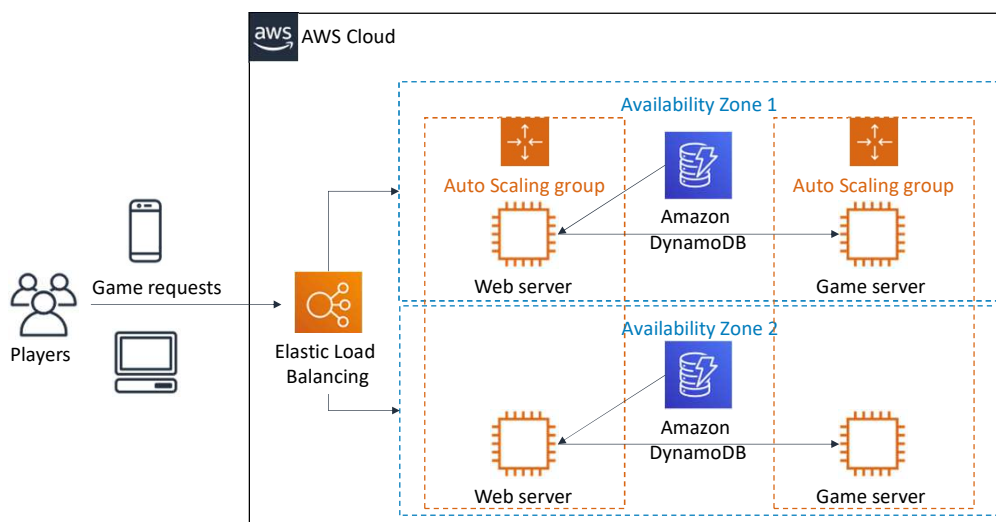 aws
AWS Cloud
Availability Zone 1
Auto Scaling group
Auto Scaling group
Amazon
DynamoDB
Web server
Game server
Game requests
Players
Elastic Load
Balancing
Availability Zone 2
Amazon
DynamoDB
Web server
Game server